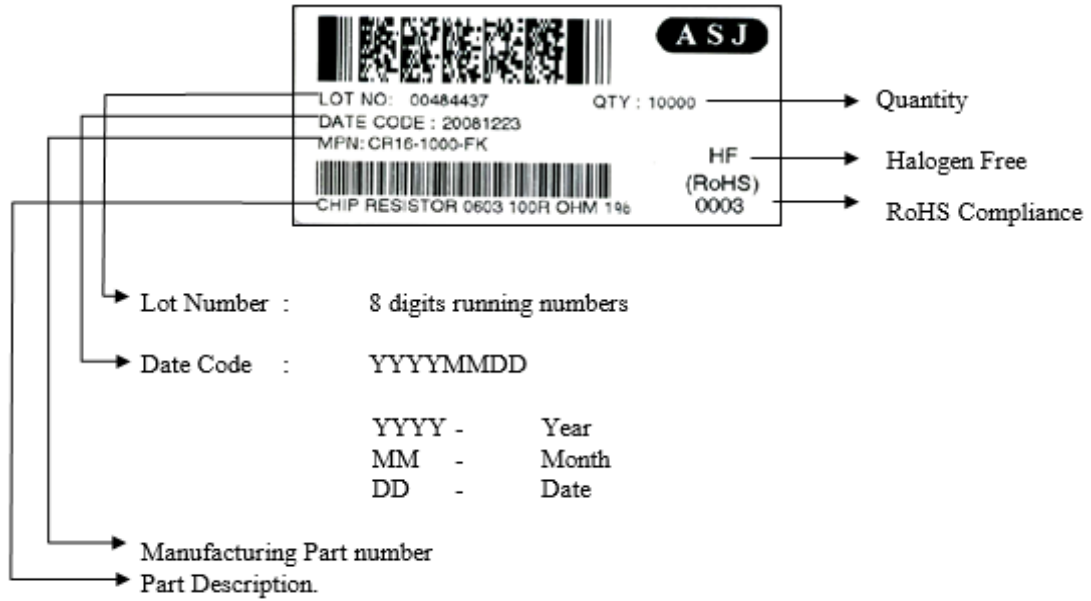 A S J
LOT NO: 00484437 QTY : 10000
Quantity
DATE CODE : 20081223
MPN: CR16-1000-FK
HF
Halogen Free
(RoHS)
CHIP RESISTOR 0603 100R OHM 1%
0003
RoHS Compliance
Lot Number : 8 digits running numbers
Date Code : YYYYMMDD
YYYY - Year
MM - Month
DD - Date
Manufacturing Part number
Part Description.